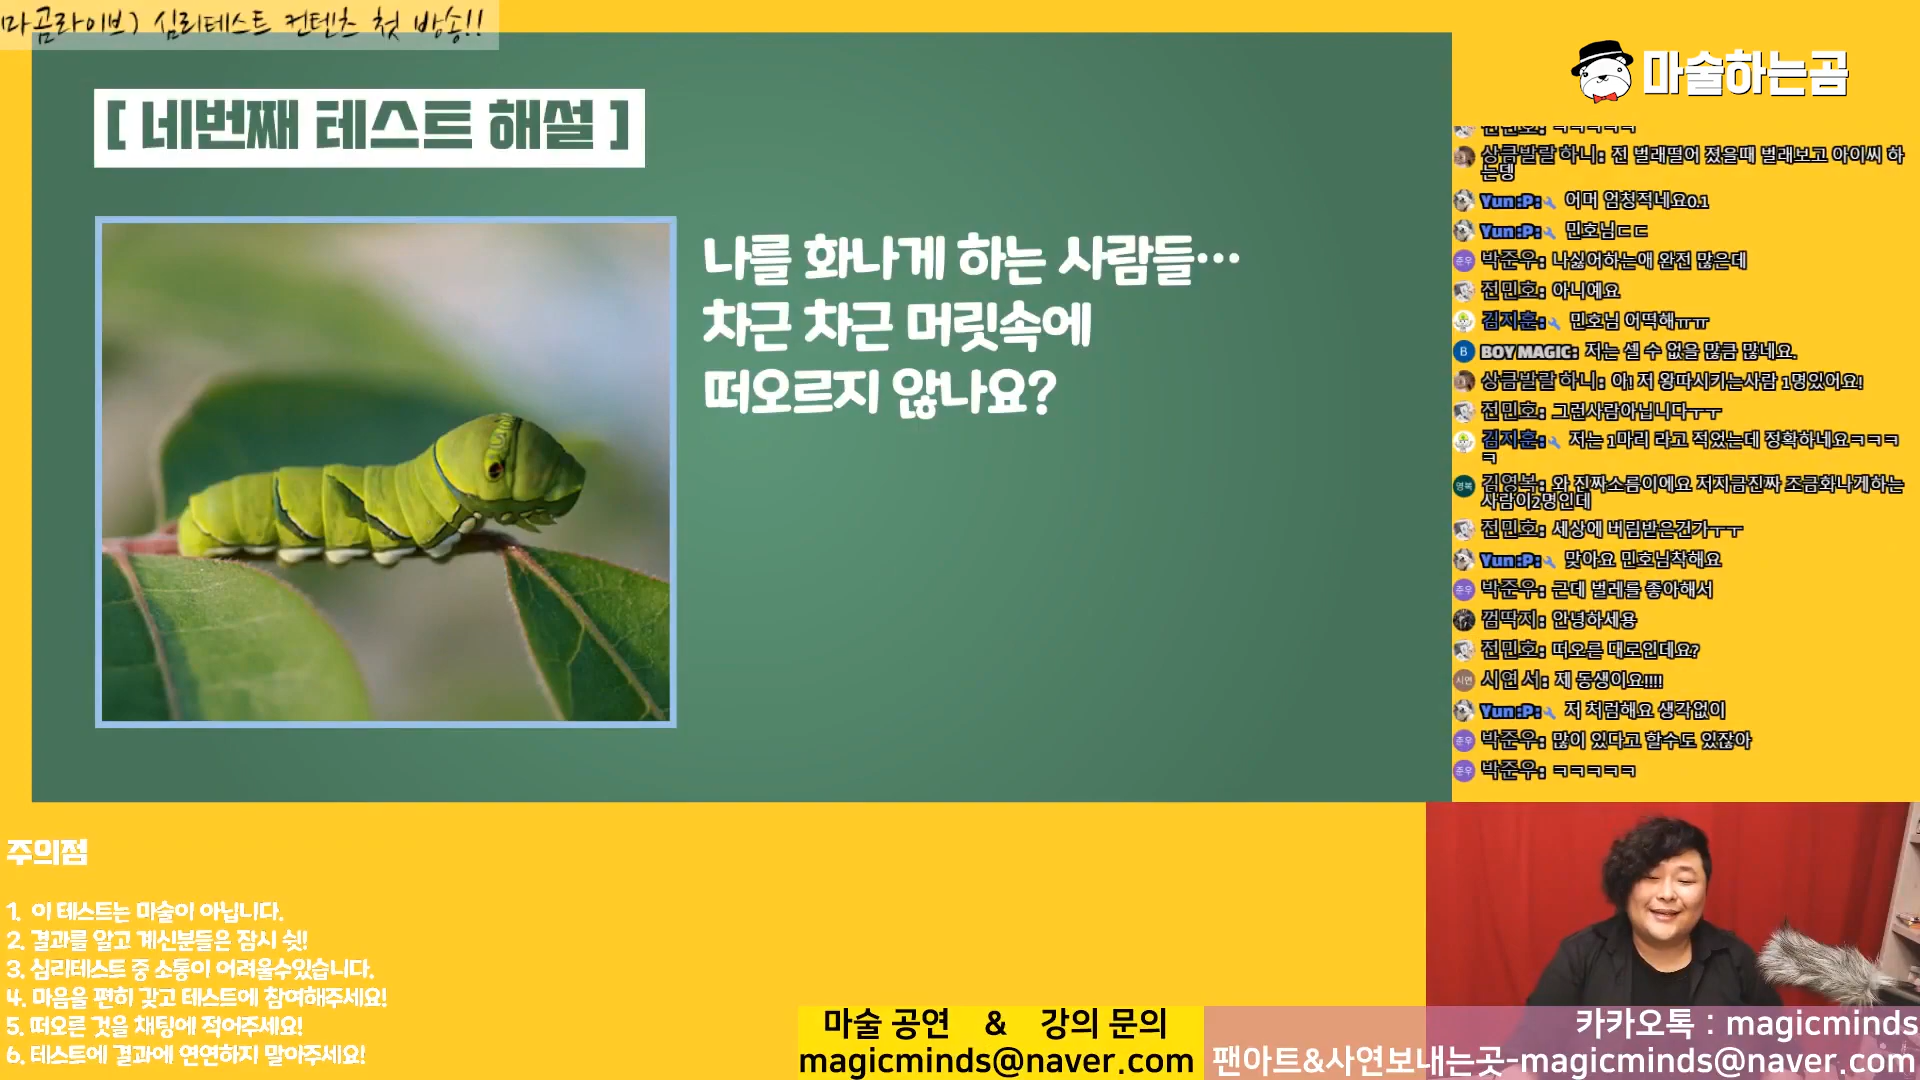 마곰라이브) 심리테스트 컨텐츠 첫 방송!!
마술하는곰
[ 네번째 테스트 해설 ]
나를 화나게 하는 사람들...
차근 차근 머릿속에
떠오르지 않나요?
전민호: ㅋㅋㅋㅋㅋ
상큼발랄 하니: 전 벌래떨어 졌을때 벌래보고 아이씨 하
는뎅
Yun :P: 어머 엄청적네요0.1
Yun :P: 민호님ㄷㄷ
준우 박준우: 나싫어하는애 완전 많은데
전민호: 아니예요
김지훈: 민호님 어떡해ㅠㅠ
B BOY MAGIC: 저는 셀 수 없을 많큼 많네요.
상큼발랄 하니: 아! 저 왕따시키는사람 1명있어요!
전민호: 그런사람아닙니다ㅜㅜ
김지훈: 저는 1마리 라고 적었는데 정확하네요ㅋㅋㅋ
ㅋ
영복 김영복: 와 진짜소름이에요 저지금진짜 조금화나게하는
사람이2명인데
전민호: 세상에 버림받은건가ㅜㅜ
Yun :P: 맞아요 민호님착해요
준우 박준우: 근데 벌레를 좋아해서
껌딱지: 안녕하세용
전민호: 떠오른 대로인데요?
시연 시연 서: 제 동생이요!!!!
Yun :P: 저 처럼해요 생각없이
준우 박준우: 많이 있다고 할수도 있잖아
준우 박준우: ㅋㅋㅋㅋㅋ
주의점
1. 이 테스트는 마술이 아닙니다.
2. 결과를 알고 계신분들은 잠시 쉿!
3. 심리테스트 중 소통이 어려울수있습니다.
4. 마음을 편히 갖고 테스트에 참여해주세요!
5. 떠오른 것을 채팅에 적어주세요!
6. 테스트에 결과에 연연하지 말아주세요!
마술 공연 & 강의 문의
magicminds@naver.com
카카오톡 : magicminds
팬아트&사연보내는곳-magicminds@naver.com